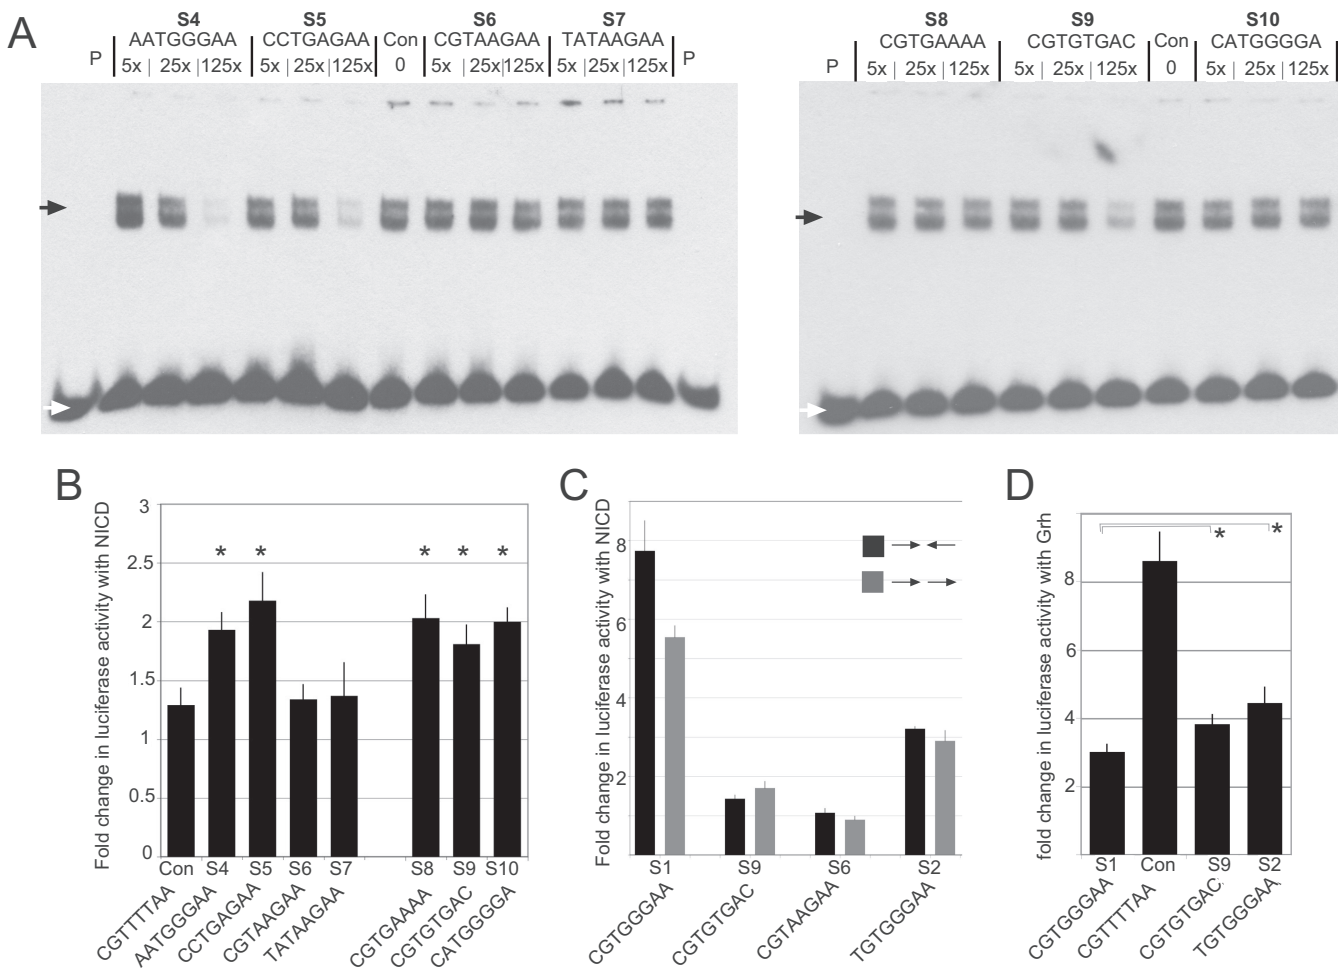 A
S4 S5 S6 S7
AATGGGAA CCTGAGAA Con CGTAAGAA TATAAGAA
P 5x | 25x | 125x 5x | 25x | 125x 0 5x | 25x | 125x 5x | 25x | 125x P
S8 S9 S10
CGTGAAAA CGTGTGAC Con CATGGGGA
P 5x | 25x | 125x 5x | 25x | 125x 0 5x | 25x | 125x
B
Fold change in luciferase activity with NICD
3
2.5
2
1.5
1
0.5
0
* * * * *
Con S4 S5 S6 S7 S8 S9 S10
CGTTTTAA AATGGGAA CCTGAGAA CGTAAGAA TATAAGAA CGTGAAAA CGTGTGAC CATGGGGA
C
Fold change in luciferase activity with NICD
8
6
4
2
S1 S9 S6 S2
CGTGGGAA CGTGTGAC CGTAAGAA TGTGGGAA
D
fold change in luciferase activity with Grh
8
6
4
2
* *
S1 Con S9 S2
CGTGGGAA CGTTTTAA CGTGTGAC TGTGGGAA